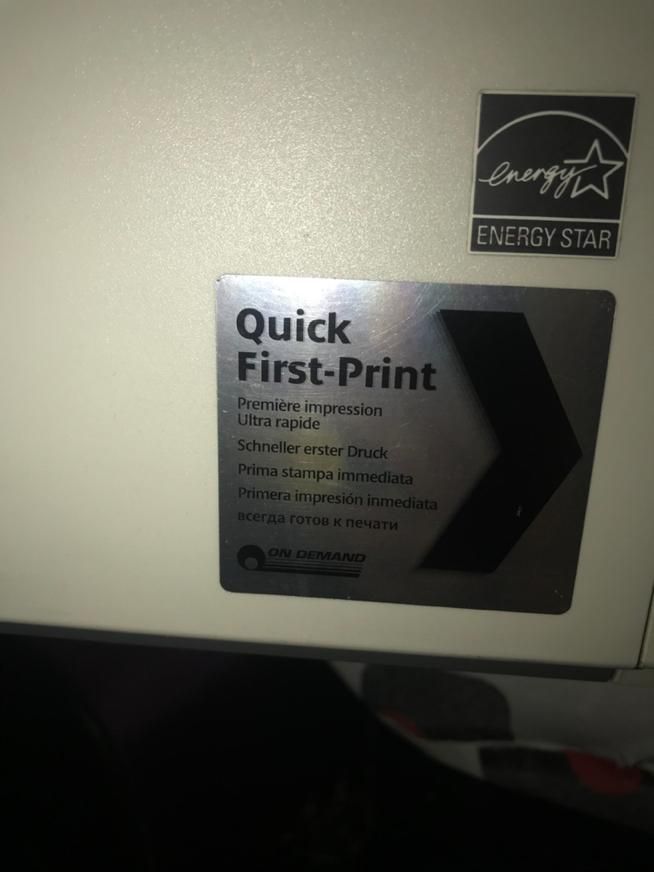 energy
ENERGY STAR
Quick
First-Print
Première impression
Ultra rapide
Schneller erster Druck
Prima stampa immediata
Primera impresión inmediata
всегда готов к печати
ON DEMAND